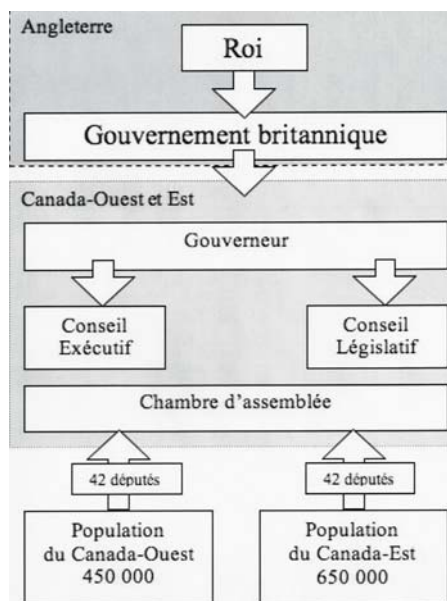 Angleterre
Roi
Gouvernement britannique
Canada-Ouest et Est
Gouverneur
Conseil
Exécutif
Conseil
Législatif
Chambre d'assemblée
42 députés
42 députés
Population
du Canada-Ouest
450 000
Population
du Canada-Est
650 000